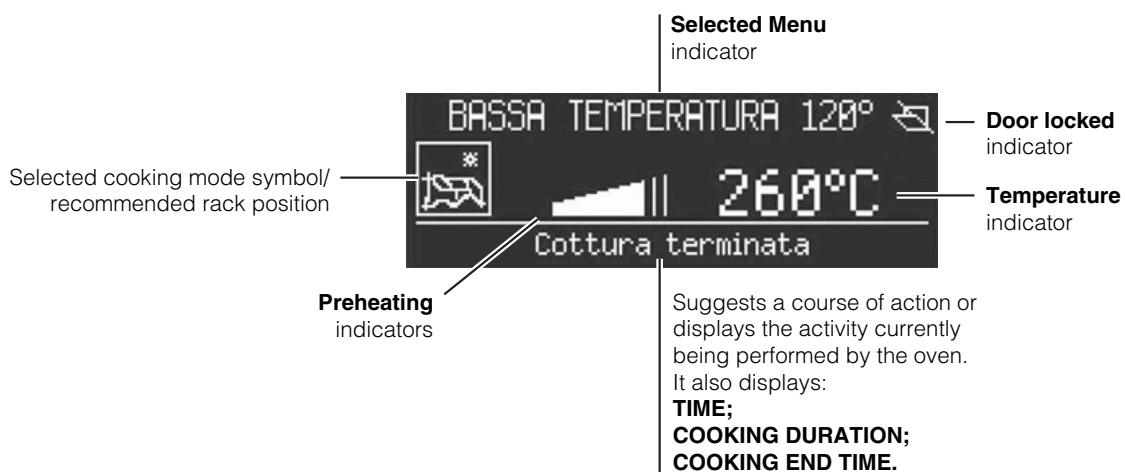 Selected Menu
indicator
BASSA TEMPERATURA 120°
Door locked
indicator
Selected cooking mode symbol/
recommended rack position
260°C
Temperature
indicator
Cottura terminata
Preheating
indicators
Suggests a course of action or
displays the activity currently
being performed by the oven.
It also displays:
TIME;
COOKING DURATION;
COOKING END TIME.